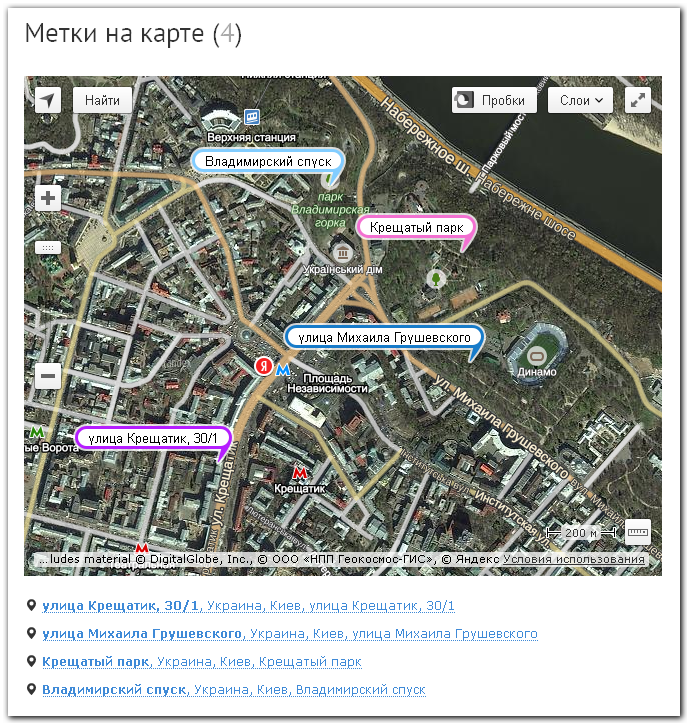 Метки на карте (4)
Найти
Пробки
Слои
Набережное ш.
Набережне шосе
Парковый мост
Верхняя станция
Владимирский спуск
парк
Владимирская
горка
Крещатый парк
Український дім
улица Михаила Грушевского
Динамо
Я
Площадь
Независимости
ул. Михаила Грушевского
улица Крещатик, 30/1
ые Ворота
ул. Крещатик
Крещатик
Институтская ул.
200 м
...ludes material © DigitalGlobe, Inc., © ООО «НПП Геокосмос-ГИС», © Яндекс Условия использования
улица Крещатик, 30/1, Украина, Киев, улица Крещатик, 30/1
улица Михаила Грушевского, Украина, Киев, улица Михаила Грушевского
Крещатый парк, Украина, Киев, Крещатый парк
Владимирский спуск, Украина, Киев, Владимирский спуск